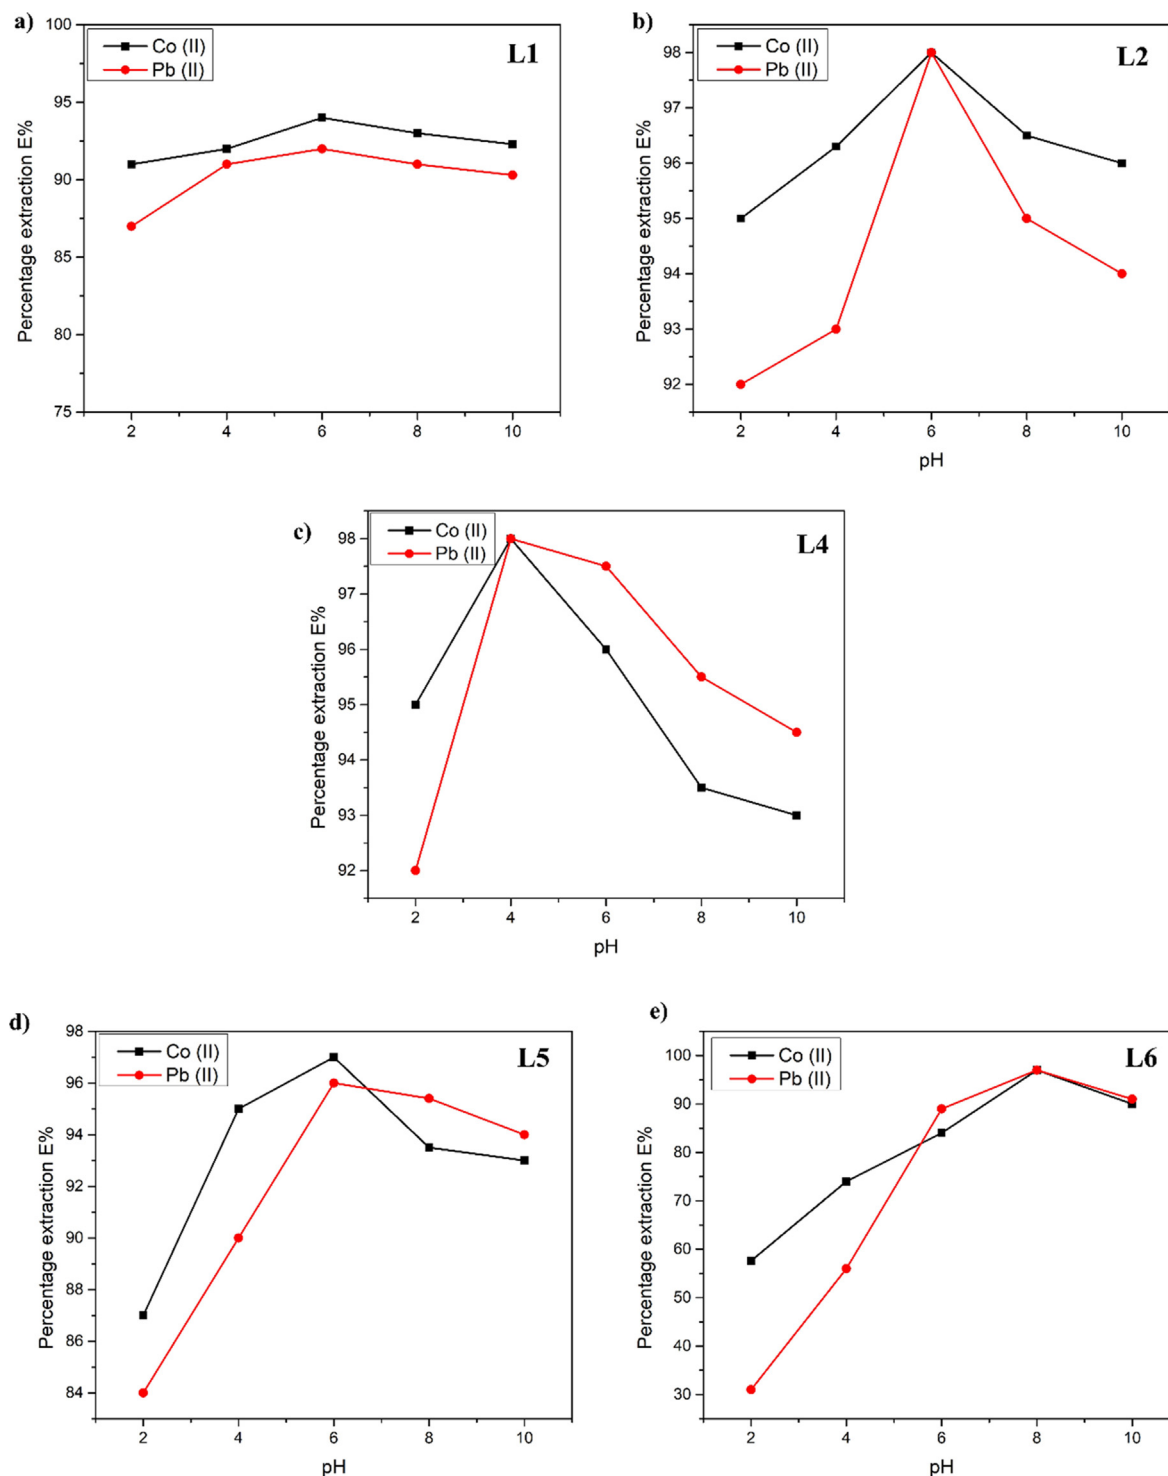 a)
L1
Co (II)
Pb (II)
Percentage extraction E%
100
95
90
85
80
75
2 4 6 8 10
b)
L2
Co (II)
Pb (II)
Percentage extraction E%
98
97
96
95
94
93
92
2 4 6 8 10
pH
c)
L4
Co (II)
Pb (II)
Percentage extraction E%
98
97
96
95
94
93
92
2 4 6 8 10
pH
d)
L5
Co (II)
Pb (II)
Percentage extraction E%
98
96
94
92
90
88
86
84
2 4 6 8 10
pH
e)
L6
Co (II)
Pb (II)
Percentage extraction E%
100
90
80
70
60
50
40
30
2 4 6 8 10
pH